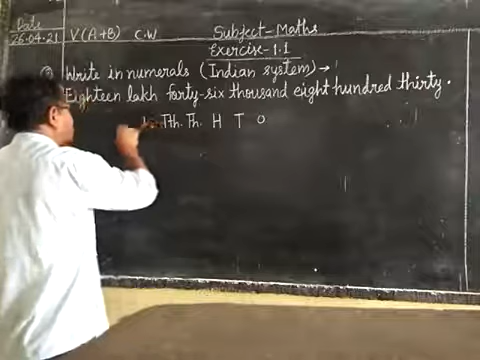 Date
26.04.21 V(A+B) C.W Subject-Maths
Exercise-1.1
Write in numerals (Indian system) →
Eighteen lakh forty-six thousand eight hundred thirty.
T.Th. Th. H T O